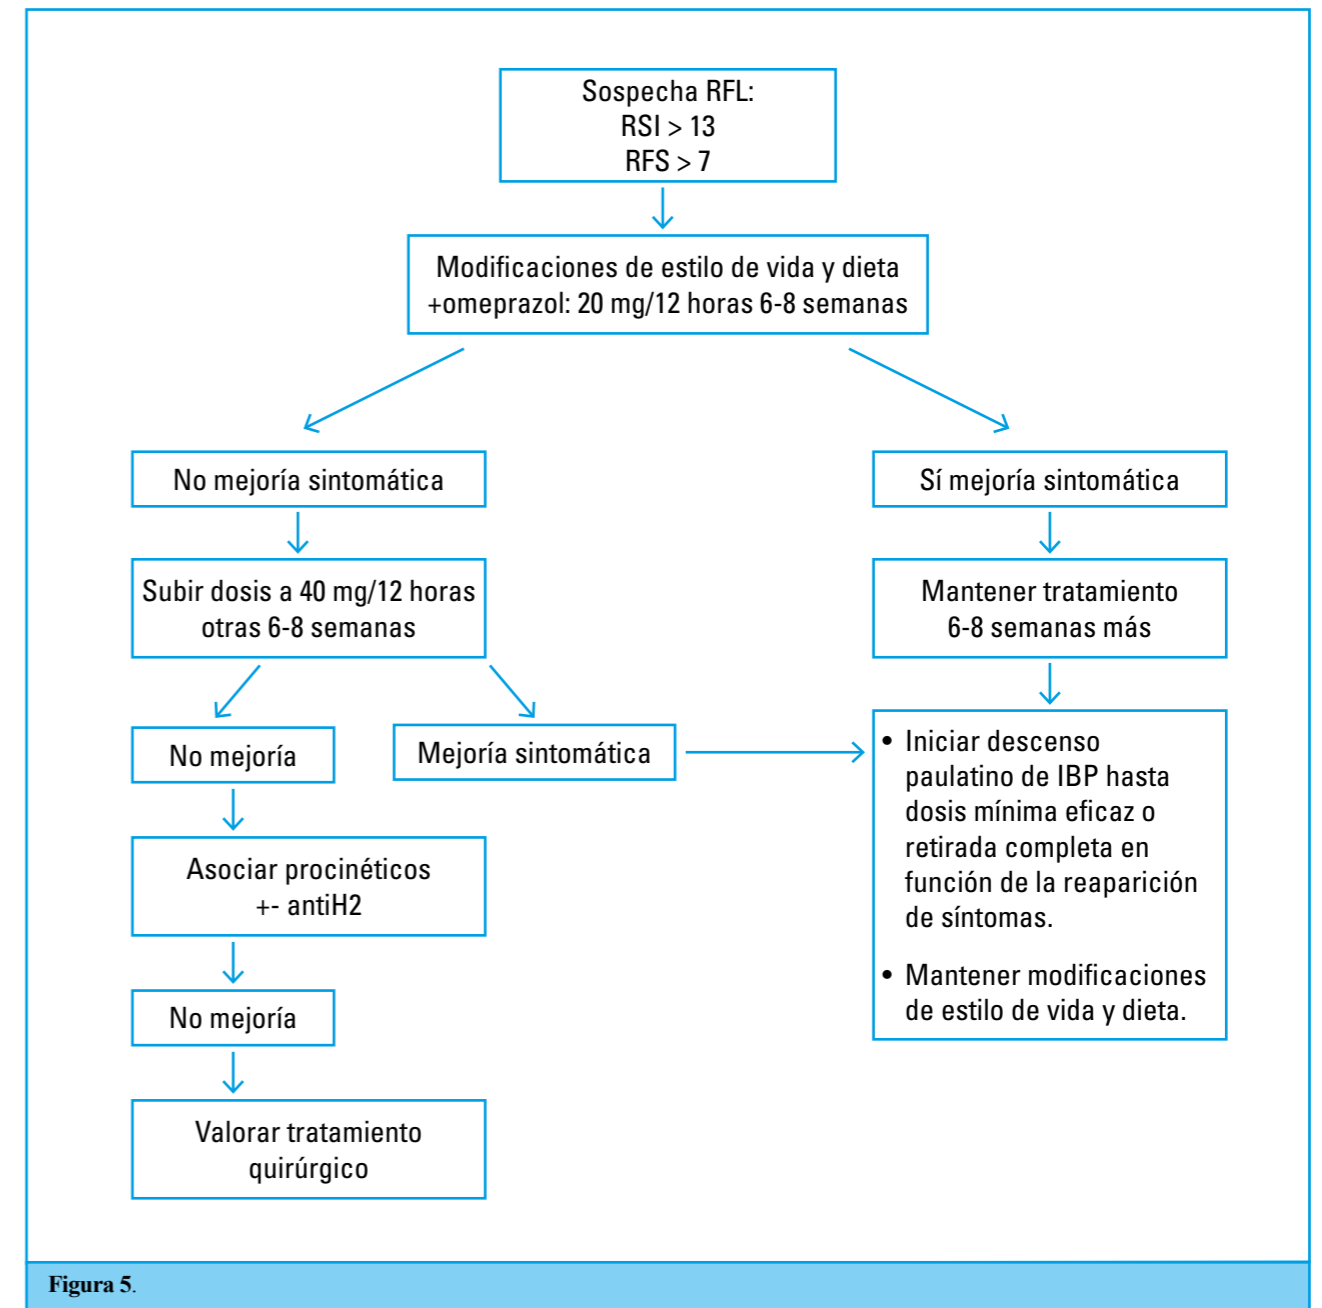 Sospecha RFL:
RSI > 13
RFS > 7
Modificaciones de estilo de vida y dieta
+omeprazol: 20 mg/12 horas 6-8 semanas
No mejoría sintomática
Sí mejoría sintomática
Subir dosis a 40 mg/12 horas
otras 6-8 semanas
Mantener tratamiento
6-8 semanas más
No mejoría
Mejoría sintomática
• Iniciar descenso
paulatino de IBP hasta
dosis mínima eficaz o
retirada completa en
función de la reaparición
de síntomas.
• Mantener modificaciones
de estilo de vida y dieta.
Asociar procinéticos
+- antiH2
No mejoría
Valorar tratamiento
quirúrgico
Figura 5.